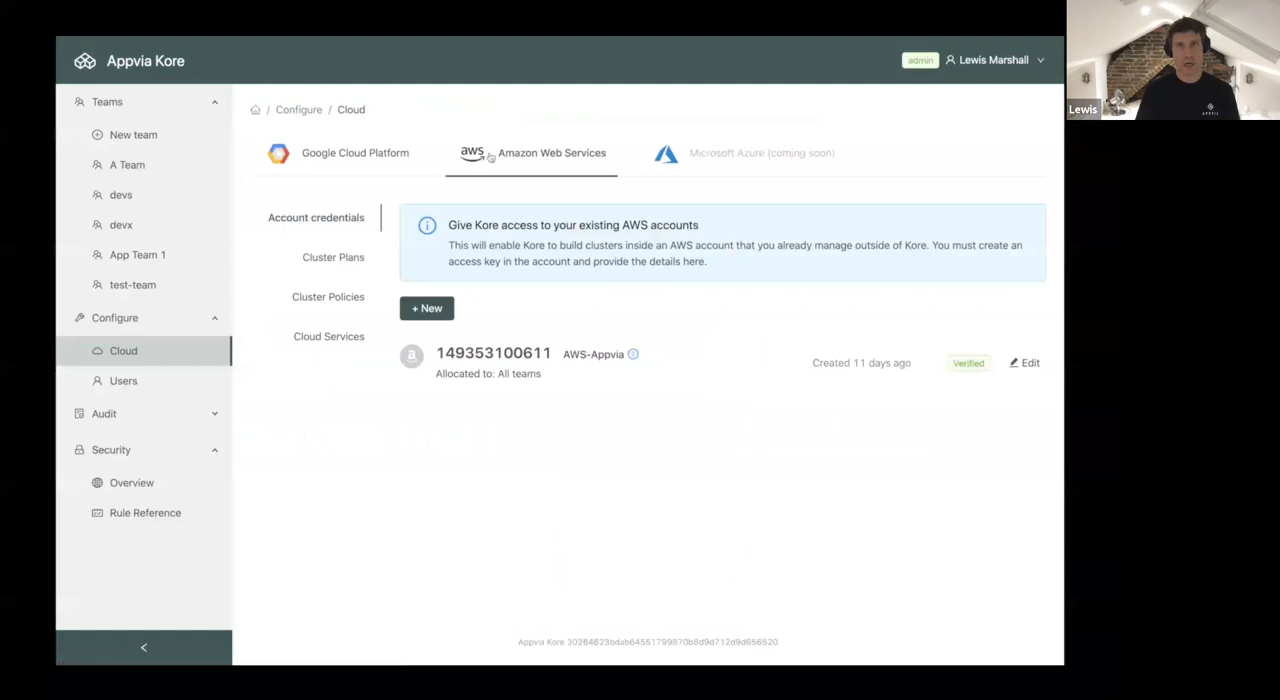 Appvia Kore
admin
Lewis Marshall
Lewis
Teams
New team
A Team
devs
devx
App Team 1
test-team
Configure
Cloud
Users
Audit
Security
Overview
Rule Reference
/ Configure / Cloud
Google Cloud Platform
aws Amazon Web Services
Microsoft Azure (coming soon)
Account credentials
Cluster Plans
Cluster Policies
Cloud Services
Give Kore access to your existing AWS accounts
This will enable Kore to build clusters inside an AWS account that you already manage outside of Kore. You must create an
access key in the account and provide the details here.
+ New
149353100611 AWS-Appvia
Allocated to: All teams
Created 11 days ago
Verified
Edit
Appvia Kore